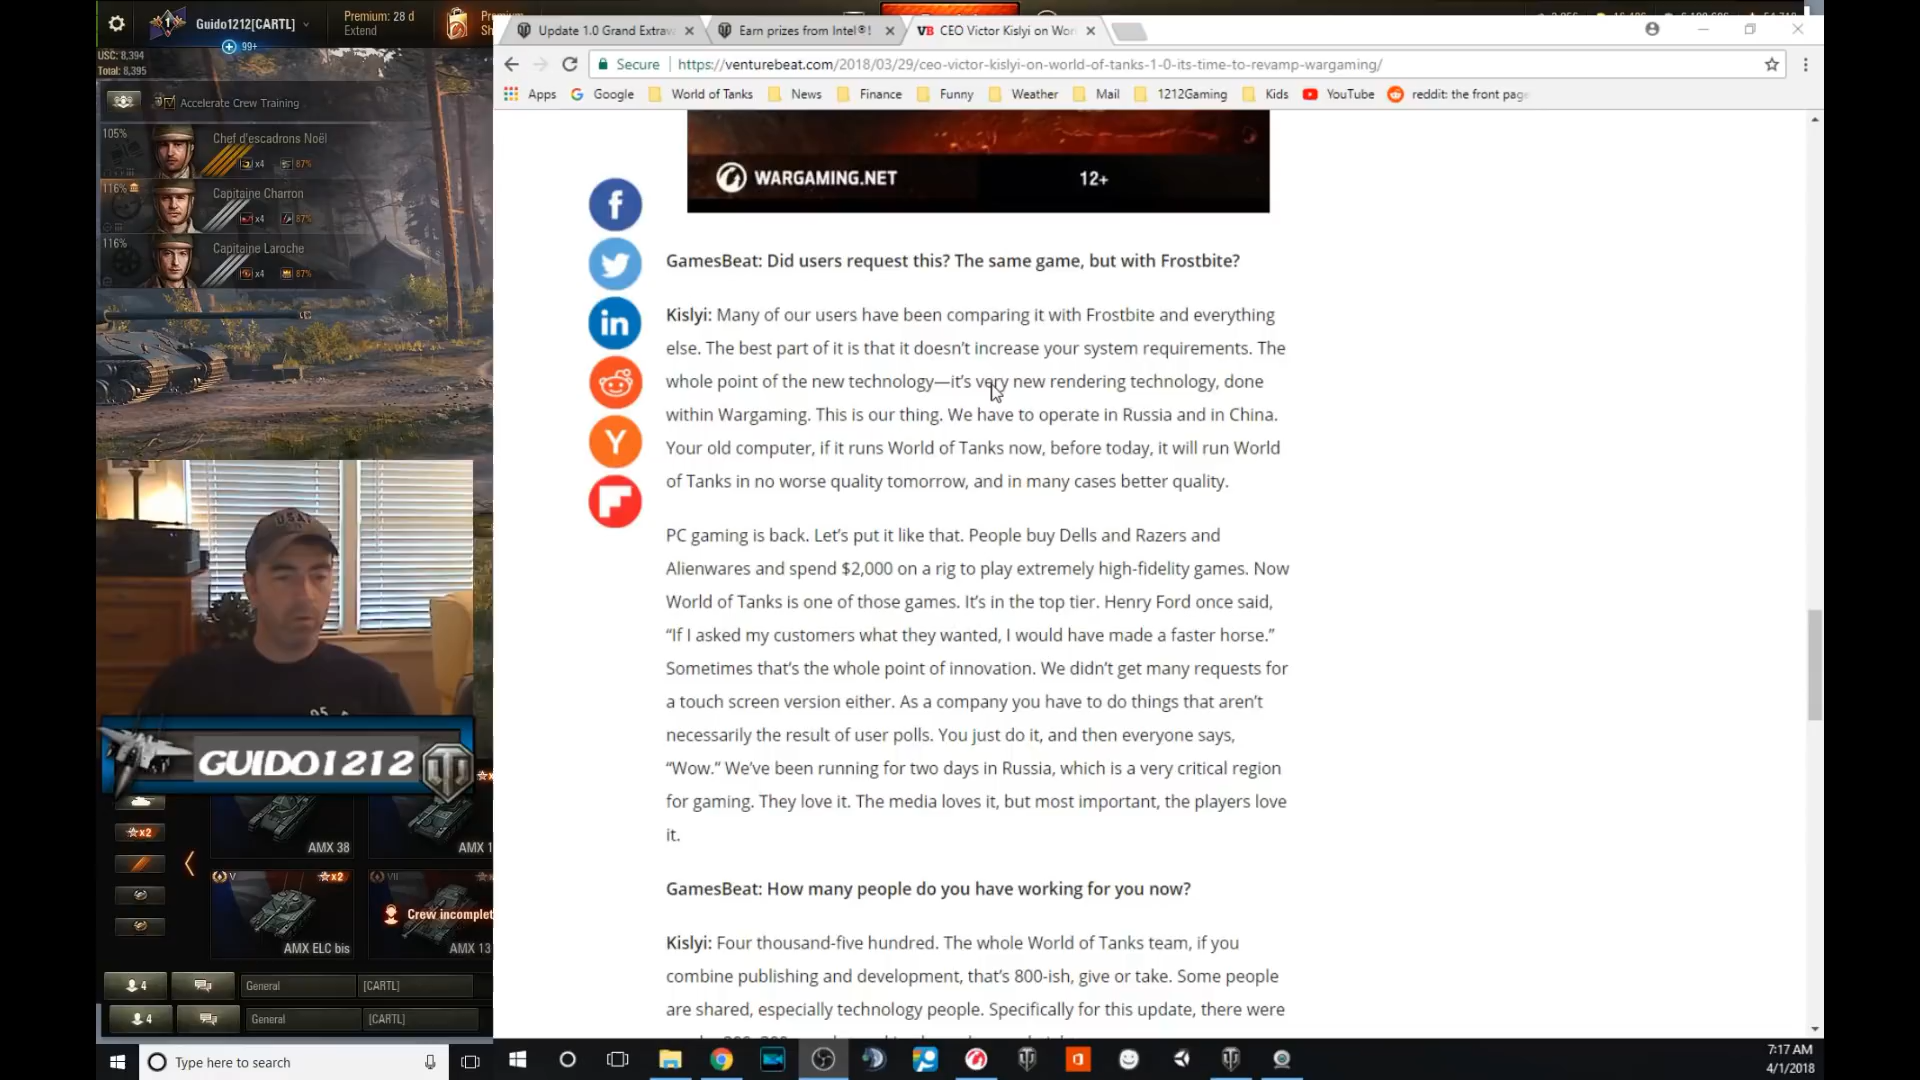 Guido1212[CARTL]
99+
Premium: 28 d
Extend
Premium
Sh
USC: 8,394
Total: 8,395
Accelerate Crew Training
105%
Chef d'escadrons Noël
x4 87%
116%
Capitaine Charron
x4 87%
116%
Capitaine Laroche
x4 87%
GUIDO1212
x2
AMX 38
AMX 1
V x2
VII
Crew incomplet
AMX ELC bis
AMX 13
4 General [CARTL]
4 General [CARTL]
Type here to search
Update 1.0 Grand Extrav
Earn prizes from Intel®!
VB CEO Victor Kislyi on Wor
Secure https://venturebeat.com/2018/03/29/ceo-victor-kislyi-on-world-of-tanks-1-0-its-time-to-revamp-wargaming/
Apps Google World of Tanks News Finance Funny Weather Mail 1212Gaming Kids YouTube reddit: the front page
WARGAMING.NET 12+
GamesBeat: Did users request this? The same game, but with Frostbite?
Kislyi: Many of our users have been comparing it with Frostbite and everything
else. The best part of it is that it doesn't increase your system requirements. The
whole point of the new technology—it's very new rendering technology, done
within Wargaming. This is our thing. We have to operate in Russia and in China.
Your old computer, if it runs World of Tanks now, before today, it will run World
of Tanks in no worse quality tomorrow, and in many cases better quality.
PC gaming is back. Let's put it like that. People buy Dells and Razers and
Alienwares and spend $2,000 on a rig to play extremely high-fidelity games. Now
World of Tanks is one of those games. It's in the top tier. Henry Ford once said,
“If I asked my customers what they wanted, I would have made a faster horse.”
Sometimes that's the whole point of innovation. We didn't get many requests for
a touch screen version either. As a company you have to do things that aren't
necessarily the result of user polls. You just do it, and then everyone says,
“Wow.” We've been running for two days in Russia, which is a very critical region
for gaming. They love it. The media loves it, but most important, the players love
it.
GamesBeat: How many people do you have working for you now?
Kislyi: Four thousand-five hundred. The whole World of Tanks team, if you
combine publishing and development, that's 800-ish, give or take. Some people
are shared, especially technology people. Specifically for this update, there were
7:17 AM
4/1/2018